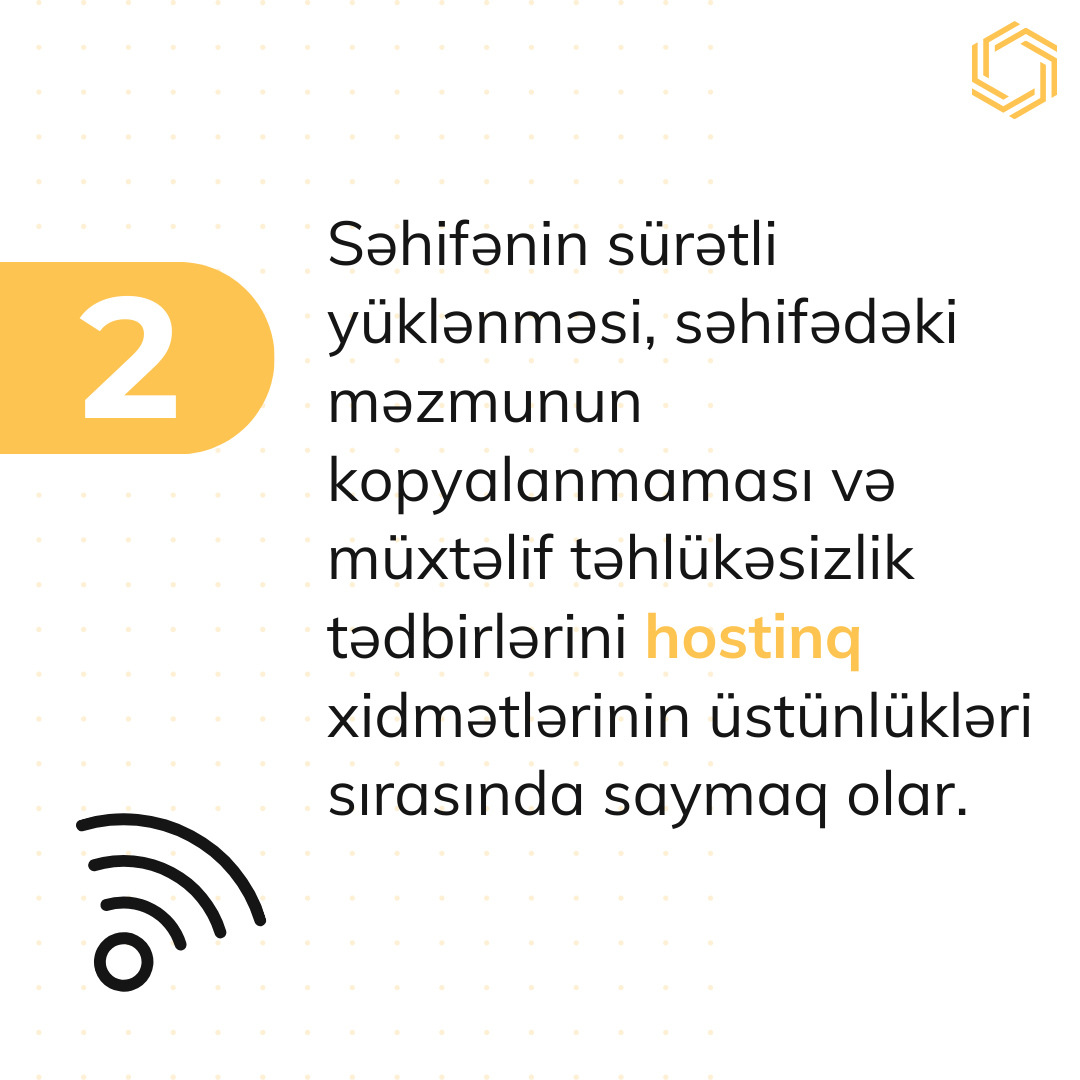 2
Səhifənin sürətli
yüklənməsi, səhifədəki
məzmunun
kopyalanmaması və
müxtəlif təhlükəsizlik
tədbirlərini hostinq
xidmətlərinin üstünlükləri
sırasında saymaq olar.